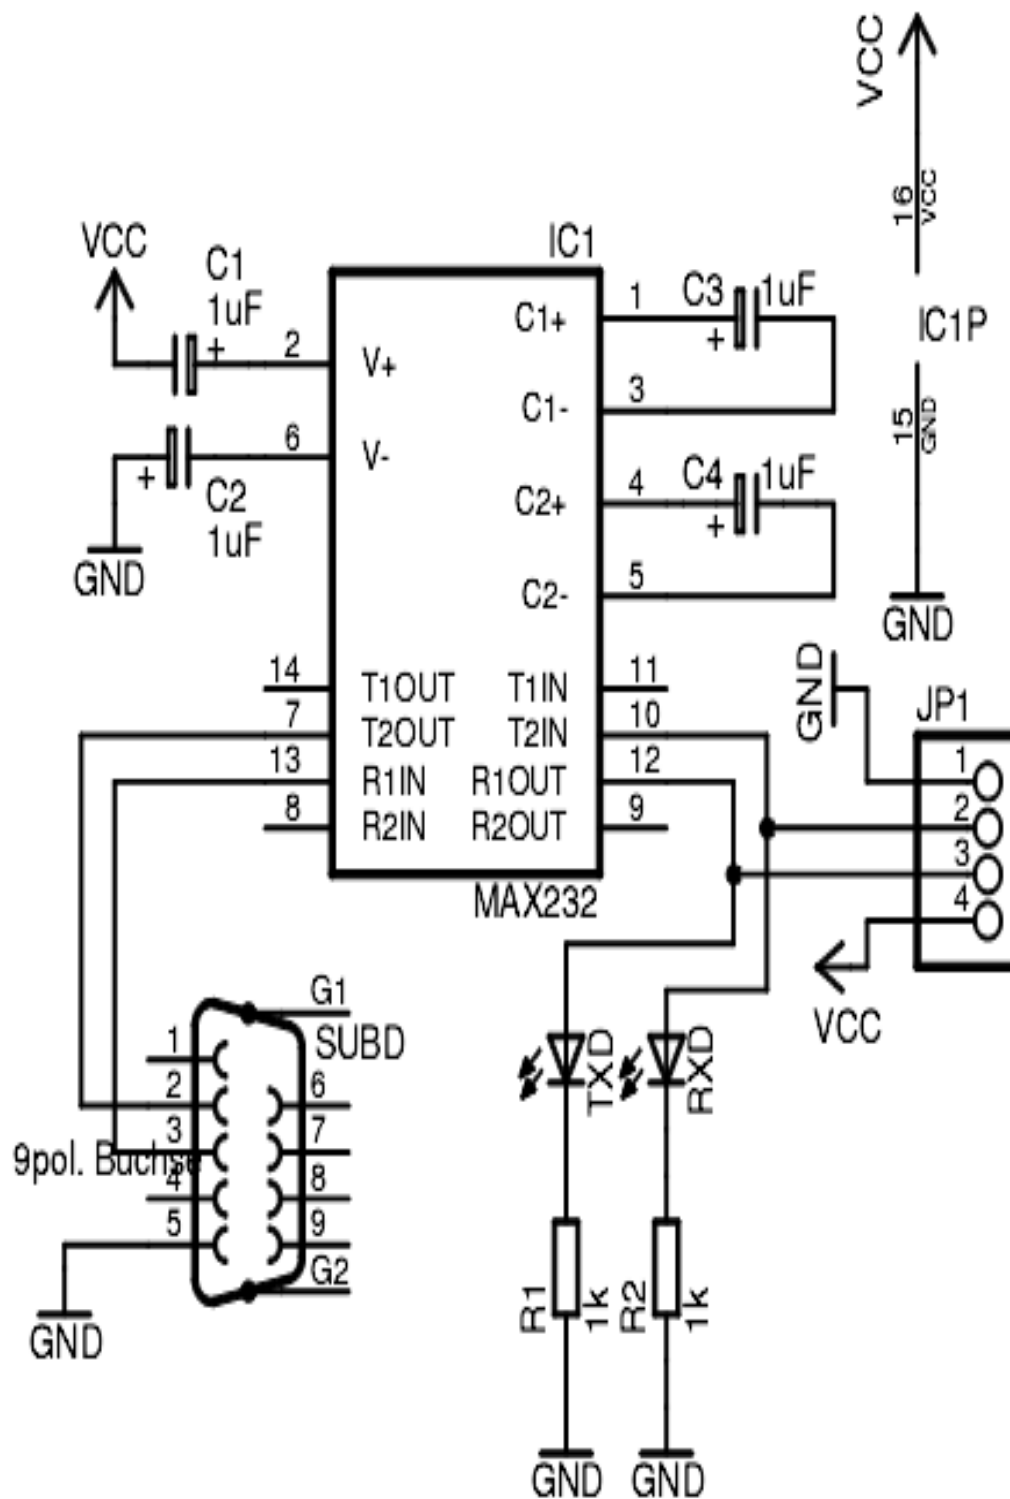 VCC
16
VCC
IC1P
15
GND
GND
VCC
C1
1uF
+
2
V+
6
V-
+
C2
1uF
GND
IC1
C1+
1
C3
1uF
+
C1-
3
C2+
4
C4
1uF
+
C2-
5
14
T1OUT
T1IN
11
7
T2OUT
T2IN
10
13
R1IN
R1OUT
12
8
R2IN
R2OUT
9
MAX232
GND
JP1
1
2
3
4
VCC
G1
SUBD
1
2
3
4
5
6
7
8
9
G2
9pol. Buchse
GND
TXD
RXD
R1
1k
R2
1k
GND
GND